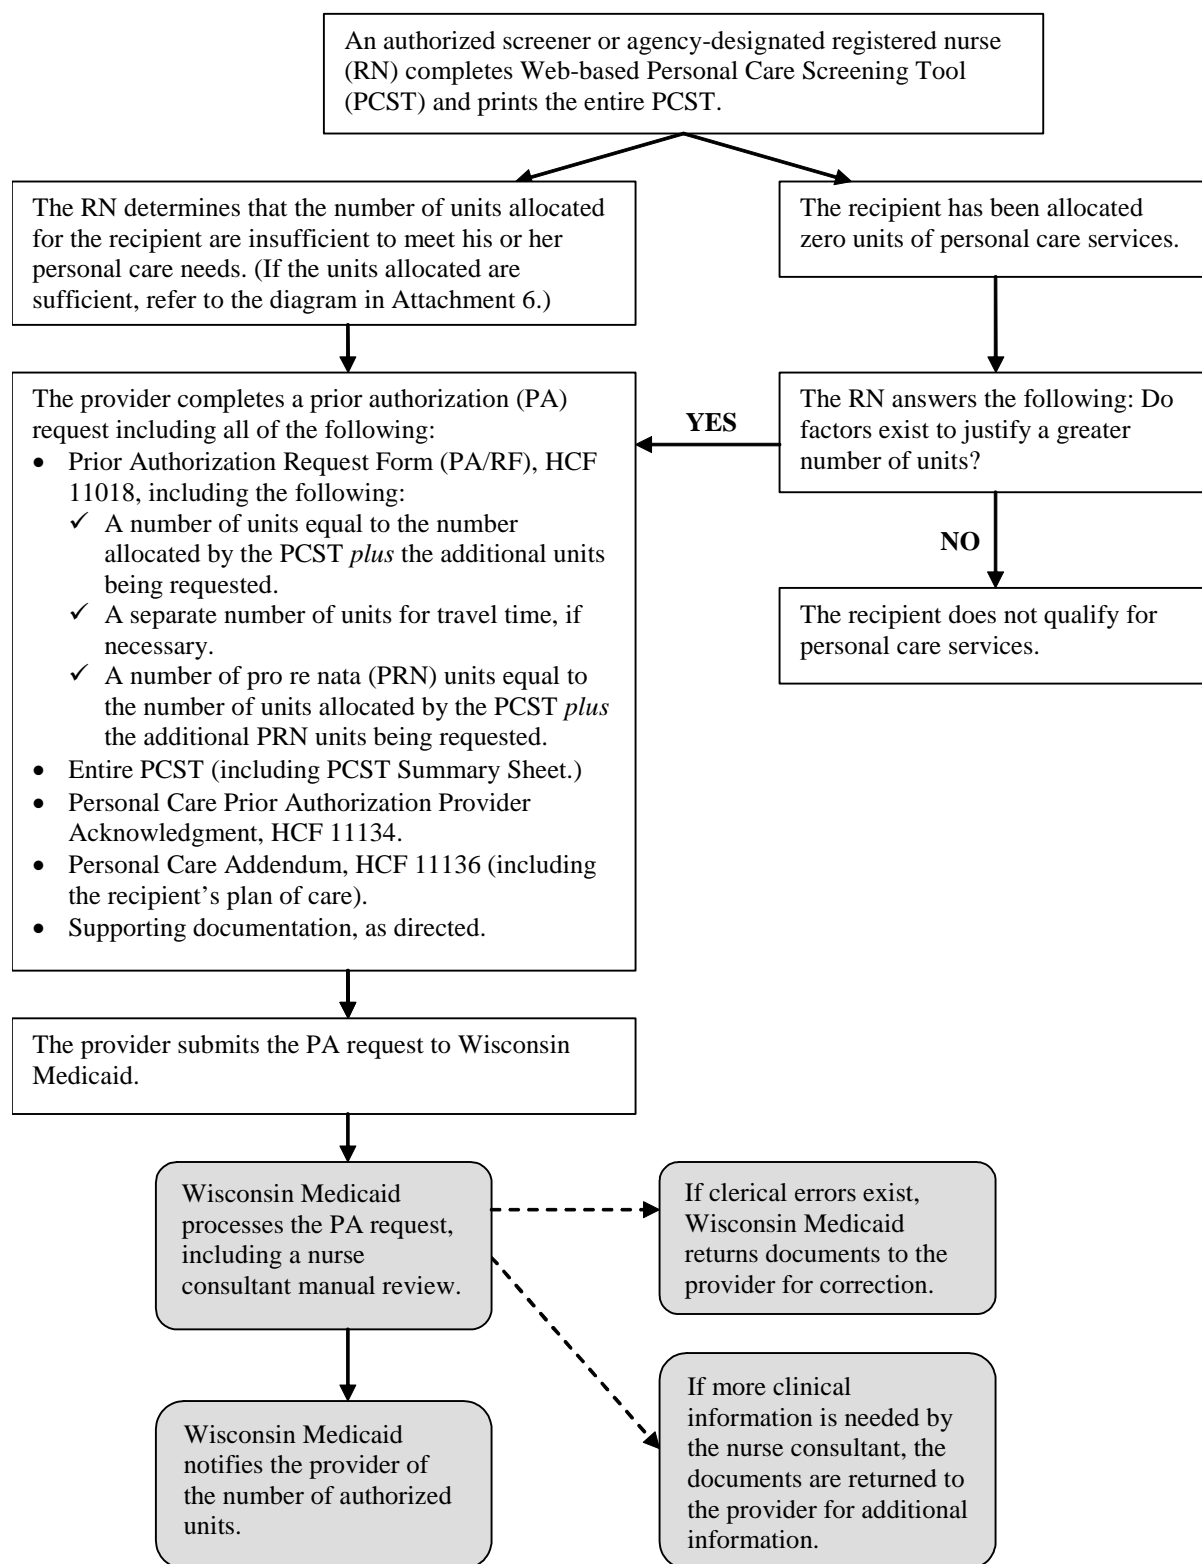 An authorized screener or agency-designated registered nurse
(RN) completes Web-based Personal Care Screening Tool
(PCST) and prints the entire PCST.
The RN determines that the number of units allocated
for the recipient are insufficient to meet his or her
personal care needs. (If the units allocated are
sufficient, refer to the diagram in Attachment 6.)
The recipient has been allocated
zero units of personal care services.
The provider completes a prior authorization (PA)
request including all of the following:
• Prior Authorization Request Form (PA/RF), HCF
11018, including the following:
✓ A number of units equal to the number
allocated by the PCST plus the additional units
being requested.
✓ A separate number of units for travel time, if
necessary.
✓ A number of pro re nata (PRN) units equal to
the number of units allocated by the PCST plus
the additional PRN units being requested.
• Entire PCST (including PCST Summary Sheet.)
• Personal Care Prior Authorization Provider
Acknowledgment, HCF 11134.
• Personal Care Addendum, HCF 11136 (including
the recipient’s plan of care).
• Supporting documentation, as directed.
YES
The RN answers the following: Do
factors exist to justify a greater
number of units?
NO
The recipient does not qualify for
personal care services.
The provider submits the PA request to Wisconsin
Medicaid.
Wisconsin Medicaid
processes the PA request,
including a nurse
consultant manual review.
If clerical errors exist,
Wisconsin Medicaid
returns documents to the
provider for correction.
Wisconsin Medicaid
notifies the provider of
the number of authorized
units.
If more clinical
information is needed by
the nurse consultant, the
documents are returned to
the provider for additional
information.